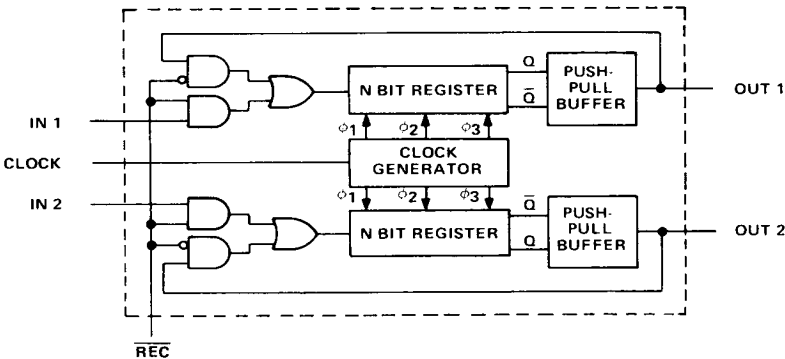 Q
PUSH-
PULL
BUFFER
N BIT REGISTER
Q̅
OUT 1
IN 1
ϕ1 ϕ2 ϕ3
CLOCK
CLOCK
GENERATOR
ϕ1 ϕ2 ϕ3
IN 2
Q̅
PUSH-
PULL
BUFFER
N BIT REGISTER
Q
OUT 2
R̅E̅C̅